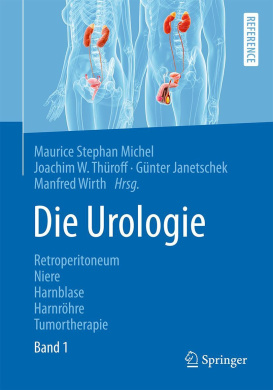 REFERENCE
Maurice Stephan Michel
Joachim W. Thüroff · Günter Janetschek
Manfred Wirth Hrsg.
Die Urologie
Retroperitoneum
Niere
Harnblase
Harnröhre
Tumortherapie
Band 1
Springer